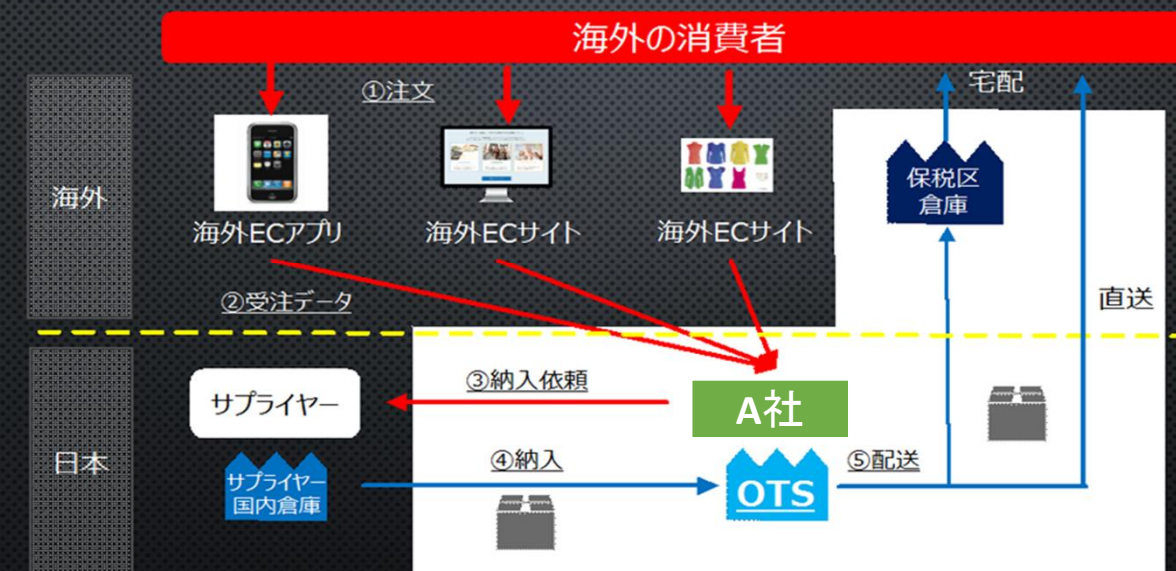 海外の消費者
①注文
宅配
海外
保税区
倉庫
海外ECアプリ
海外ECサイト
海外ECサイト
②受注データ
直送
日本
サプライヤー
③納入依頼
A社
サプライヤー
国内倉庫
④納入
OTS
⑤配送